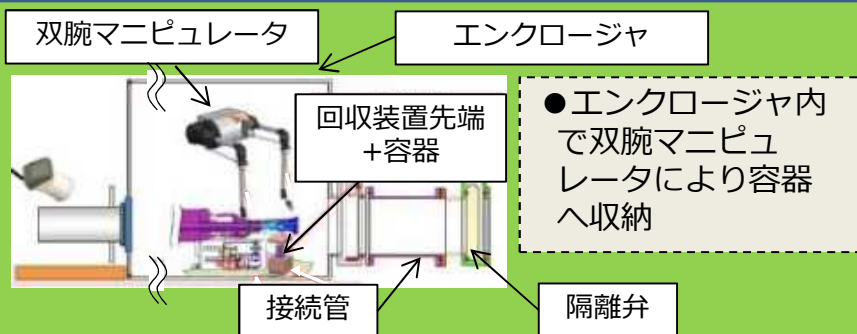 双腕マニピュレータ
エンクロージャ
回収装置先端
+容器
●エンクロージャ内
で双腕マニピュ
レータにより容器
へ収納
接続管
隔離弁